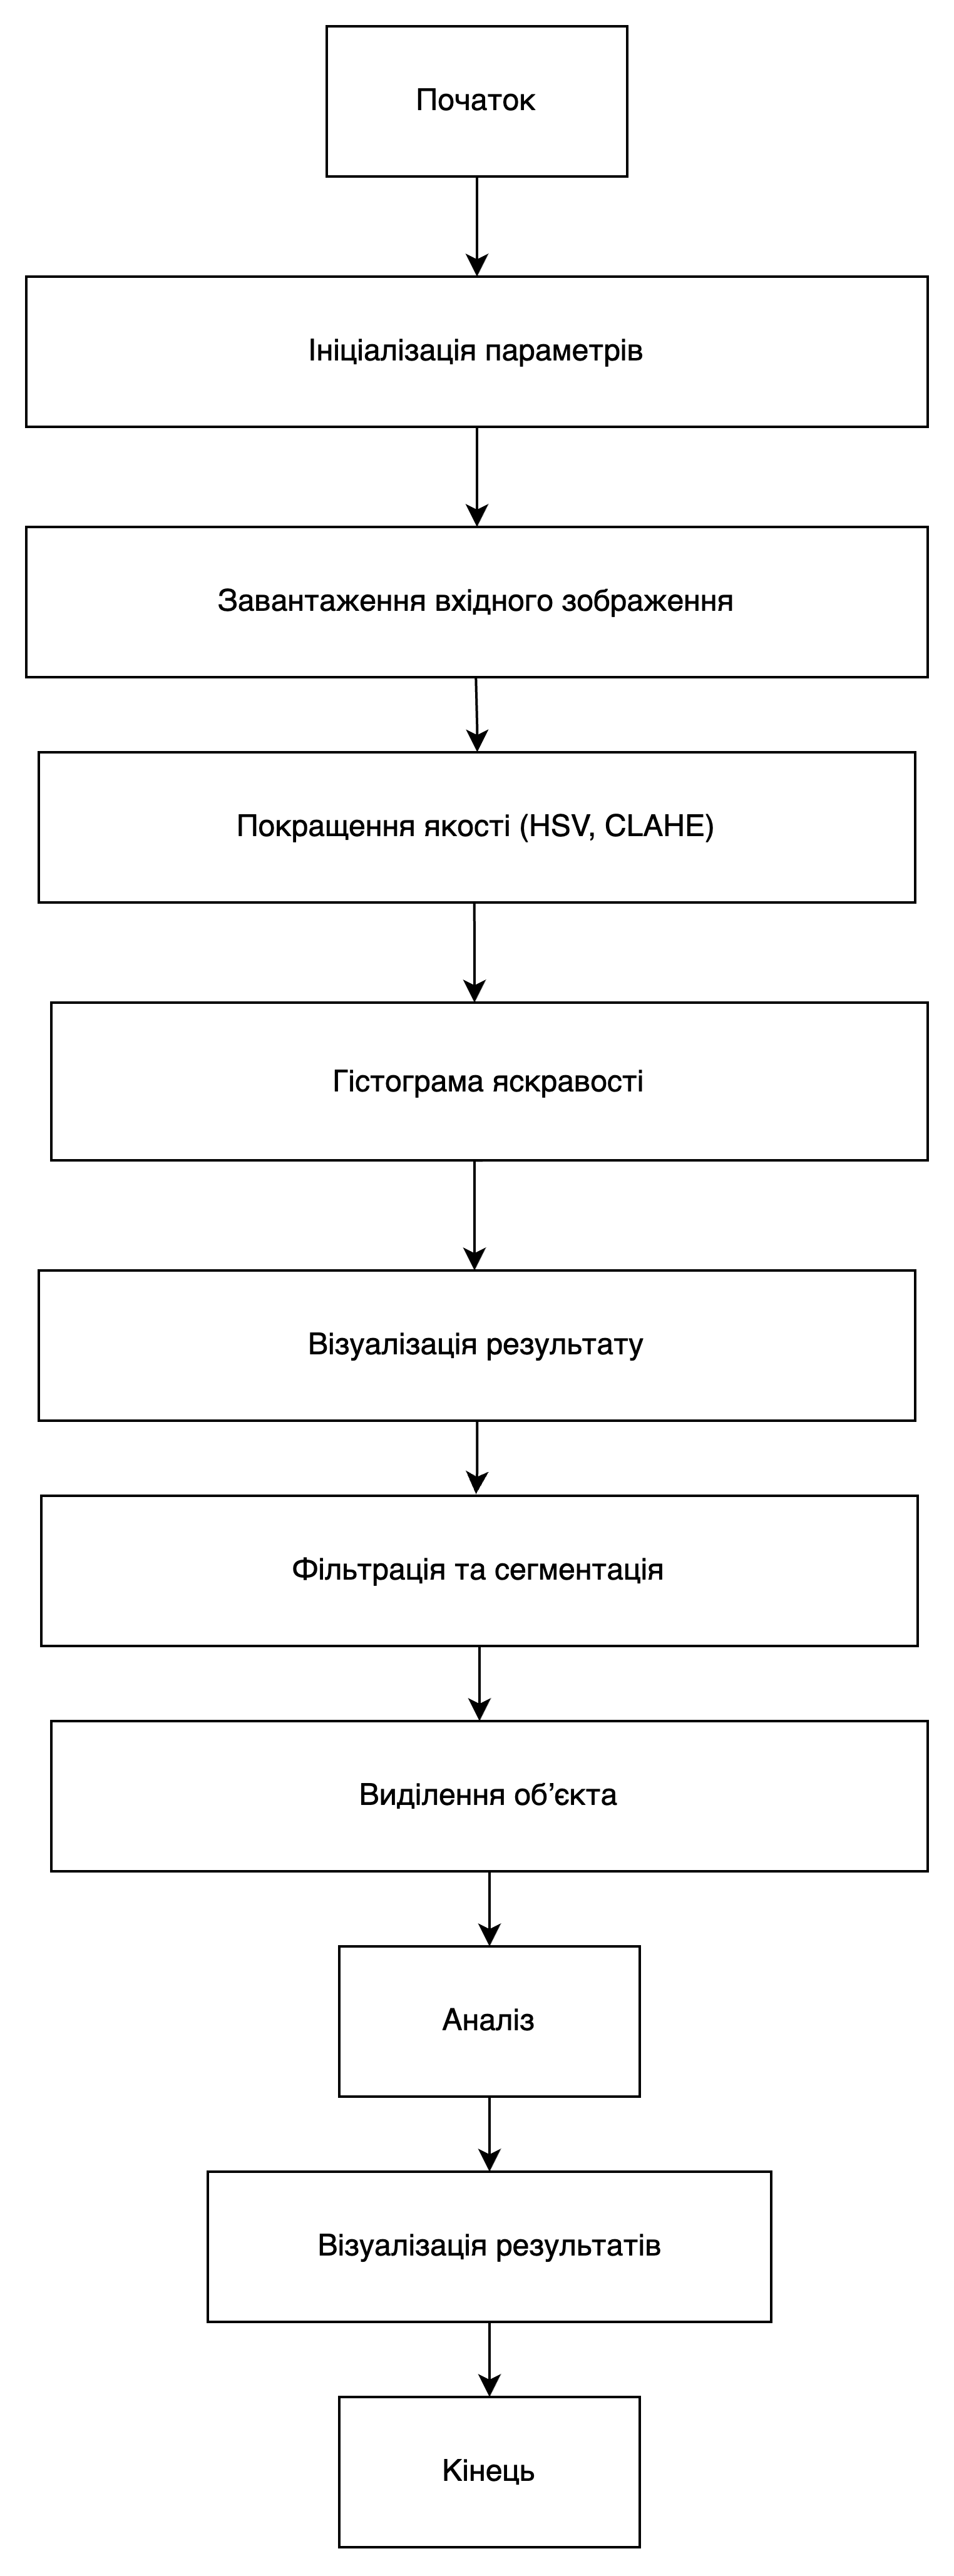 Початок
Ініціалізація параметрів
Завантаження вхідного зображення
Покращення якості (HSV, CLAHE)
Гістограма яскравості
Візуалізація результату
Фільтрація та сегментація
Виділення об’єкта
Аналіз
Візуалізація результатів
Кінець